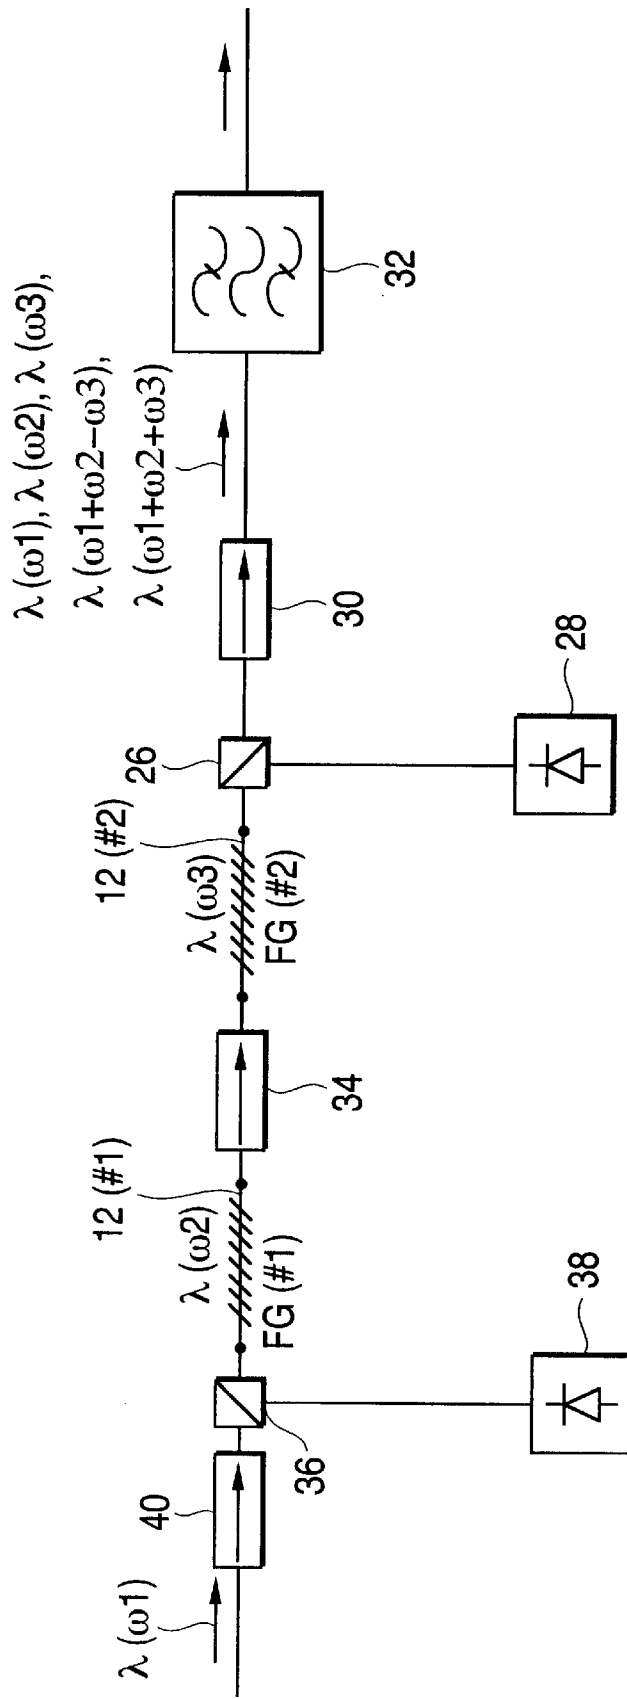 λ(ω1)
40
36
38
λ(ω2)
FG (#1)
12 (#1)
34
λ(ω3)
FG (#2)
12 (#2)
26
28
30
λ(ω1), λ(ω2), λ(ω3),
λ(ω1+ω2−ω3),
λ(ω1+ω2+ω3)
32